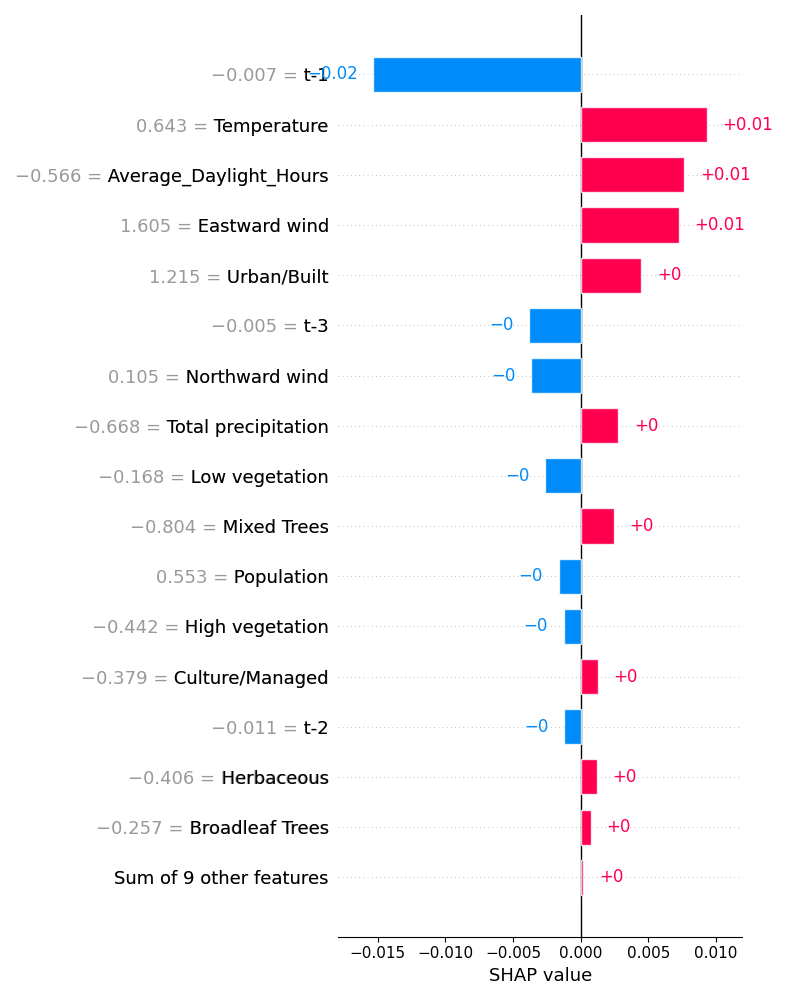 −0.007 = t-1 −0.02
0.643 = Temperature +0.01
−0.566 = Average_Daylight_Hours +0.01
1.605 = Eastward wind +0.01
1.215 = Urban/Built +0
−0.005 = t-3 −0
0.105 = Northward wind −0
−0.668 = Total precipitation +0
−0.168 = Low vegetation −0
−0.804 = Mixed Trees +0
0.553 = Population −0
−0.442 = High vegetation −0
−0.379 = Culture/Managed +0
−0.011 = t-2 −0
−0.406 = Herbaceous +0
−0.257 = Broadleaf Trees +0
Sum of 9 other features +0
−0.015 −0.010 −0.005 0.000 0.005 0.010
SHAP value